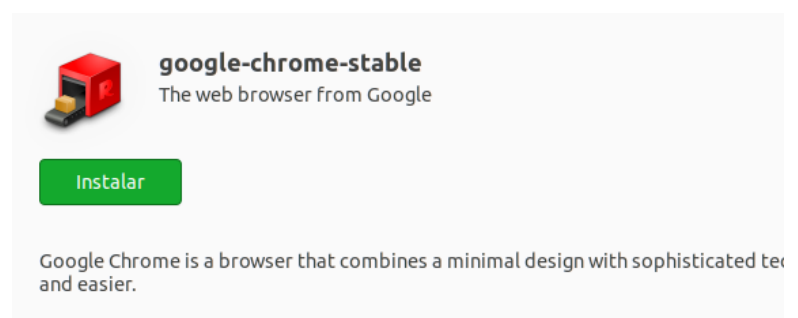 google-chrome-stable
The web browser from Google
R
Instalar
Google Chrome is a browser that combines a minimal design with sophisticated
and easier.